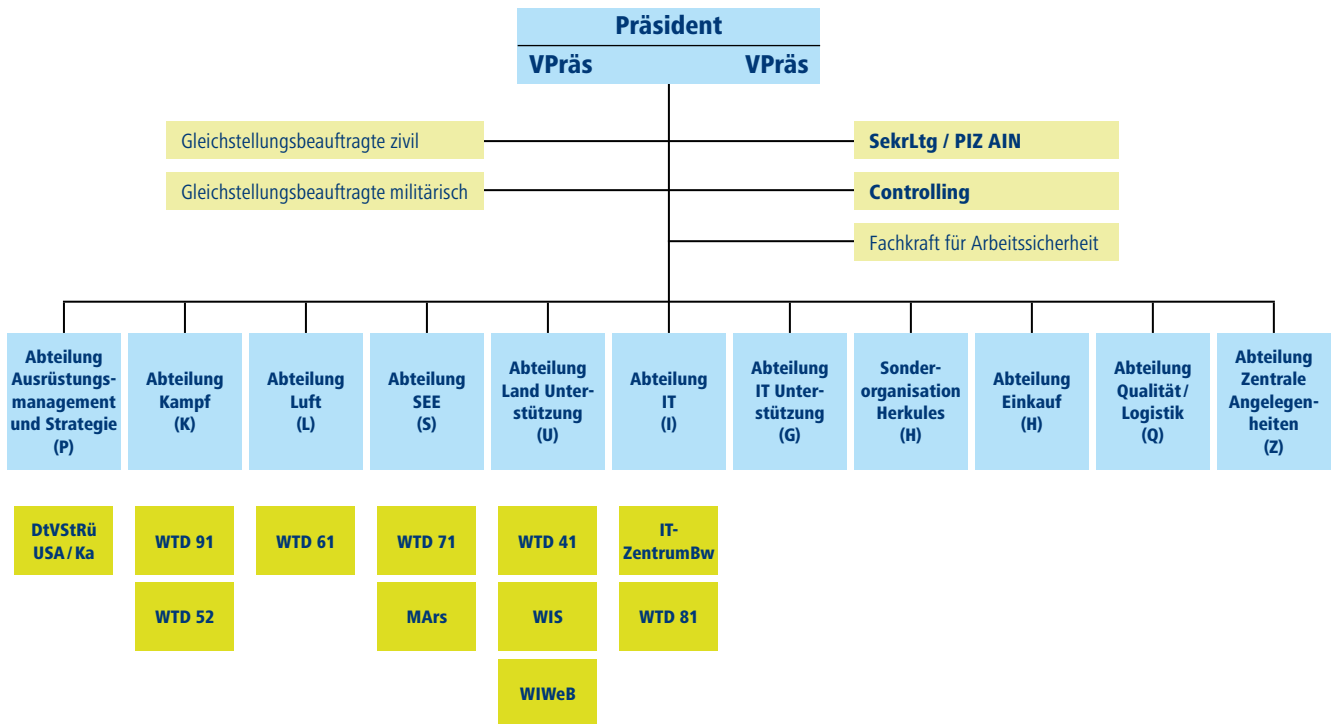 Präsident
VPräs VPräs
Gleichstellungsbeauftragte zivil
SekrLtg / PIZ AIN
Gleichstellungsbeauftragte militärisch
Controlling
Fachkraft für Arbeitssicherheit
Abteilung
Ausrüstungs-
management
und Strategie
(P)
Abteilung
Kampf
(K)
Abteilung
Luft
(L)
Abteilung
SEE
(S)
Abteilung
Land Unter-
stützung
(U)
Abteilung
IT
(I)
Abteilung
IT Unter-
stützung
(G)
Sonder-
organisation
Herkules
(H)
Abteilung
Einkauf
(H)
Abteilung
Qualität/
Logistik
(Q)
Abteilung
Zentrale
Angelegen-
heiten
(Z)
DtVStRü
USA/Ka
WTD 91
WTD 61
WTD 71
WTD 41
IT-
ZentrumBw
WTD 52
MArs
WIS
WTD 81
WIWeB